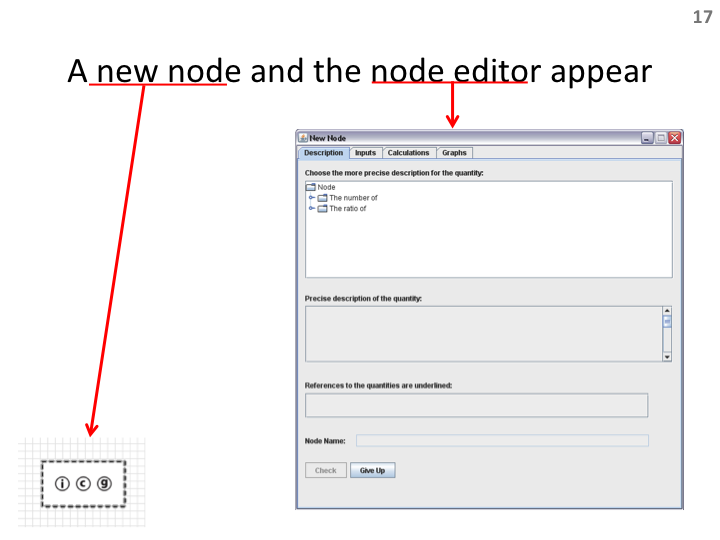 17
A new node and the node editor appear
New Node
Description Inputs Calculations Graphs
Choose the more precise description for the quantity:
Node
The number of
The ratio of
Precise description of the quantity:
References to the quantities are underlined:
Node Name:
Check Give Up
i c g